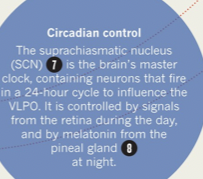 Circadian control
The suprachiasmatic nucleus
(SCN) 7 is the brain's master
clock, containing neurons that fire
in a 24-hour cycle to influence the
VLPO. It is controlled by signals
from the retina during the day,
and by melatonin from the
pineal gland 8
at night.